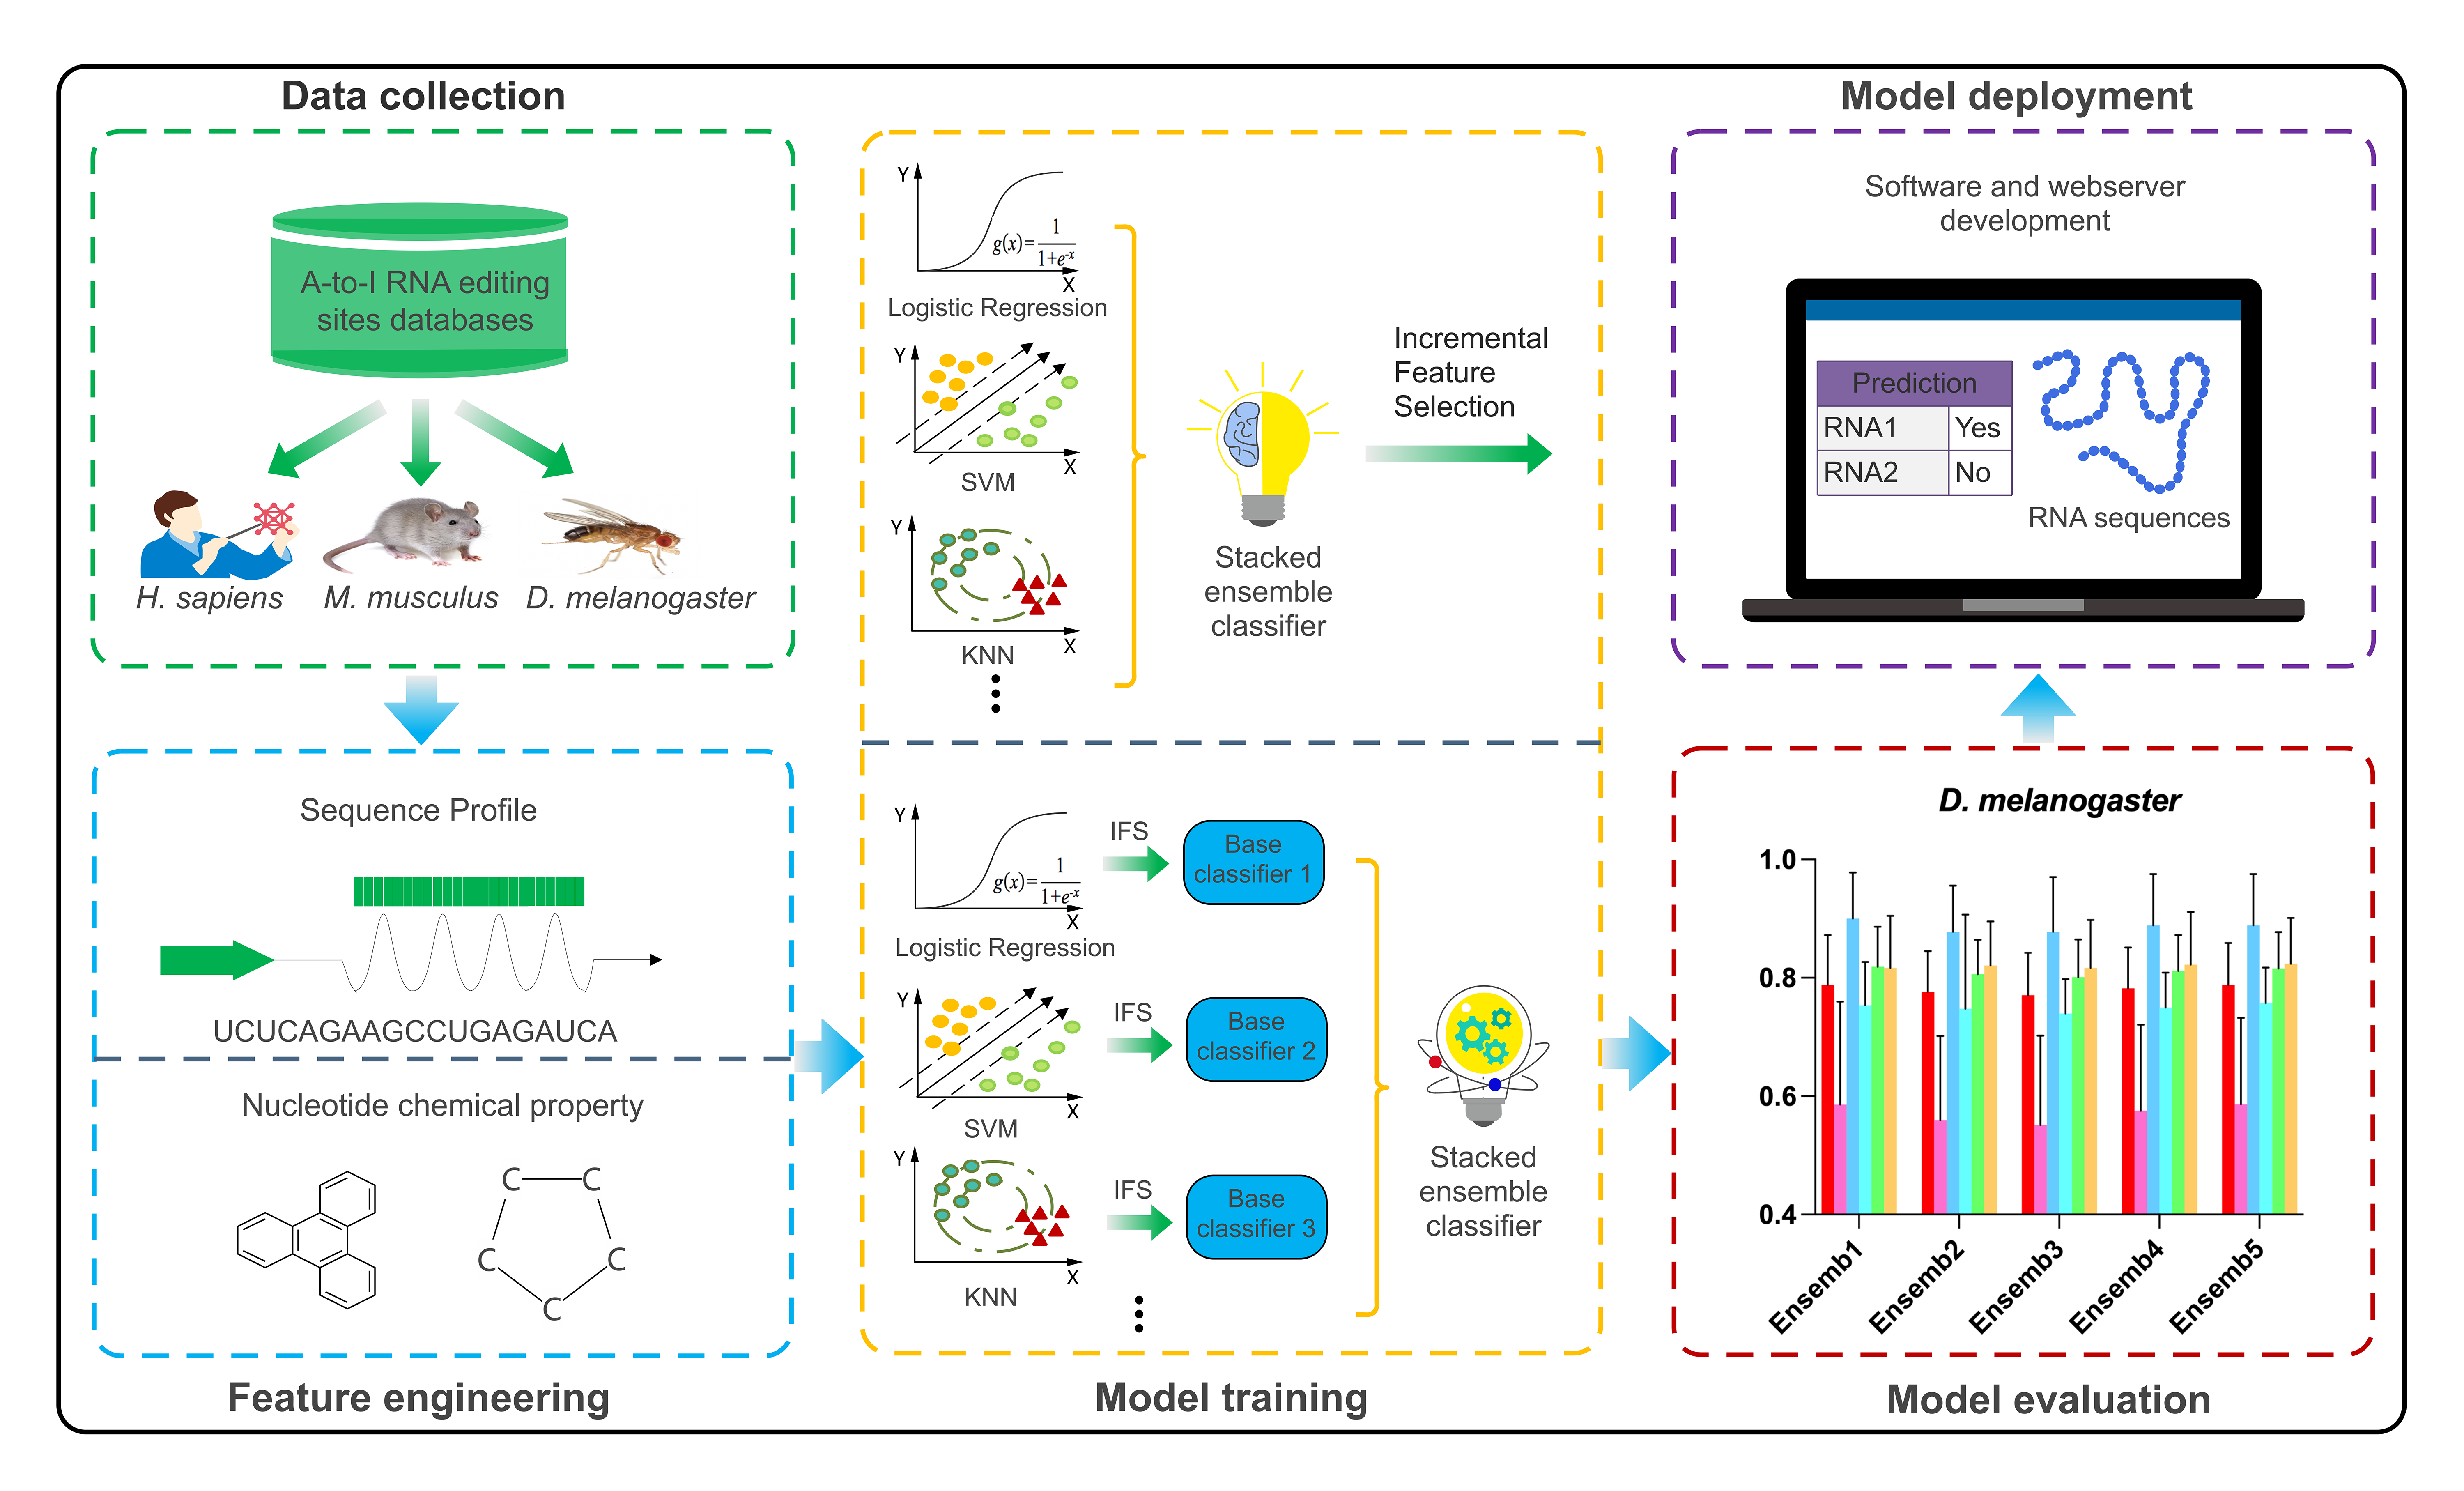 Data collection
A-to-I RNA editing
sites databases
H. sapiens
M. musculus
D. melanogaster
Sequence Profile
UCUCAGAAGCCUGAGAUCA
Nucleotide chemical property
C
C
C
C
C
Feature engineering
Y
g(x)=1/1+e-x
X
Logistic Regression
Y
X
SVM
Y
X
KNN
Stacked
ensemble
classifier
Incremental
Feature
Selection
Y
g(x)=1/1+e-x
X
Logistic Regression
IFS
Base
classifier 1
Y
X
SVM
IFS
Base
classifier 2
Y
X
KNN
IFS
Base
classifier 3
Stacked
ensemble
classifier
Model training
Model deployment
Software and webserver
development
Prediction
RNA1 Yes
RNA2 No
RNA sequences
D. melanogaster
1.0
0.8
0.6
0.4
Ensemb1
Ensemb2
Ensemb3
Ensemb4
Ensemb5
Model evaluation